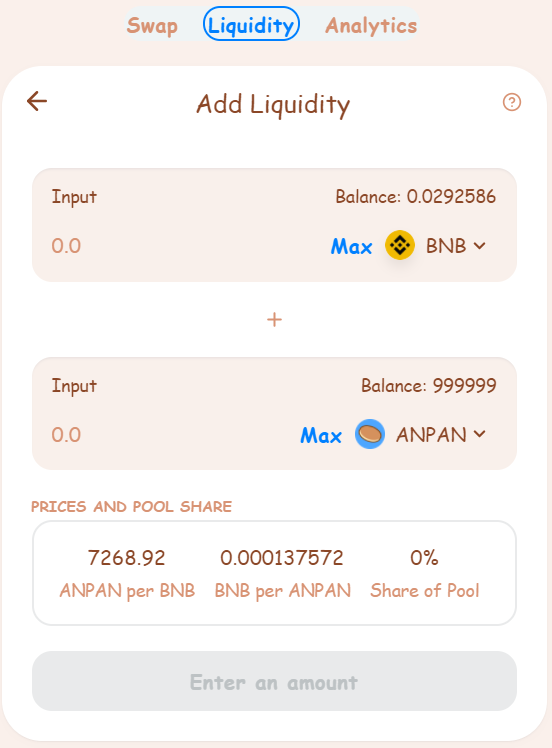 Swap Liquidity Analytics
Add Liquidity
Input Balance: 0.0292586
0.0 Max BNB
+
Input Balance: 999999
0.0 Max ANPAN
PRICES AND POOL SHARE
7268.92 0.000137572 0%
ANPAN per BNB BNB per ANPAN Share of Pool
Enter an amount